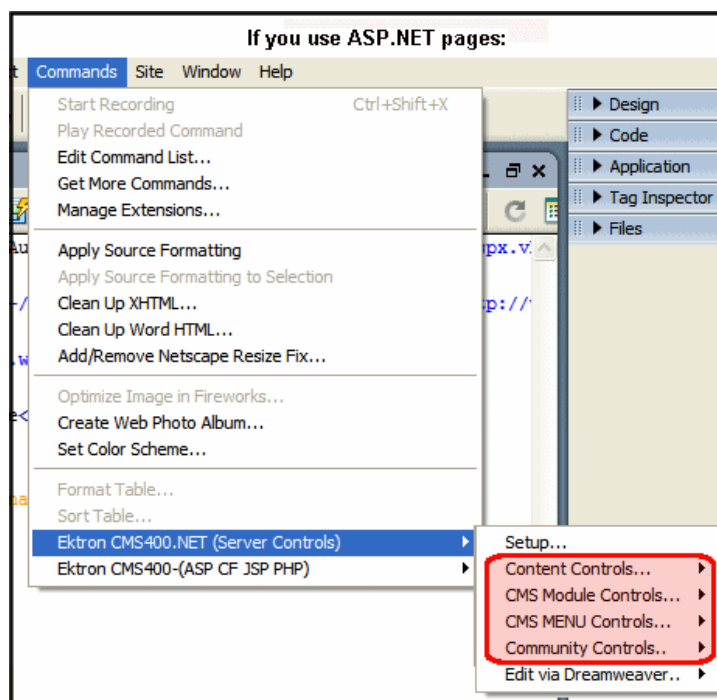 If you use ASP.NET pages:
t Commands Site Window Help
Start Recording Ctrl+Shift+X
Play Recorded Command
Edit Command List...
Get More Commands...
Manage Extensions...
Apply Source Formatting
Apply Source Formatting to Selection
Clean Up XHTML...
Clean Up Word HTML...
Add/Remove Netscape Resize Fix...
Optimize Image in Fireworks...
Create Web Photo Album...
Set Color Scheme...
Format Table...
Sort Table...
Ektron CMS400.NET (Server Controls)
Ektron CMS400-(ASP CF JSP PHP)
Setup...
Content Controls...
CMS Module Controls...
CMS MENU Controls...
Community Controls..
Edit via Dreamweaver..
Design
Code
Application
Tag Inspector
Files
Au
px.v
-/
tp://
.w
e<
na